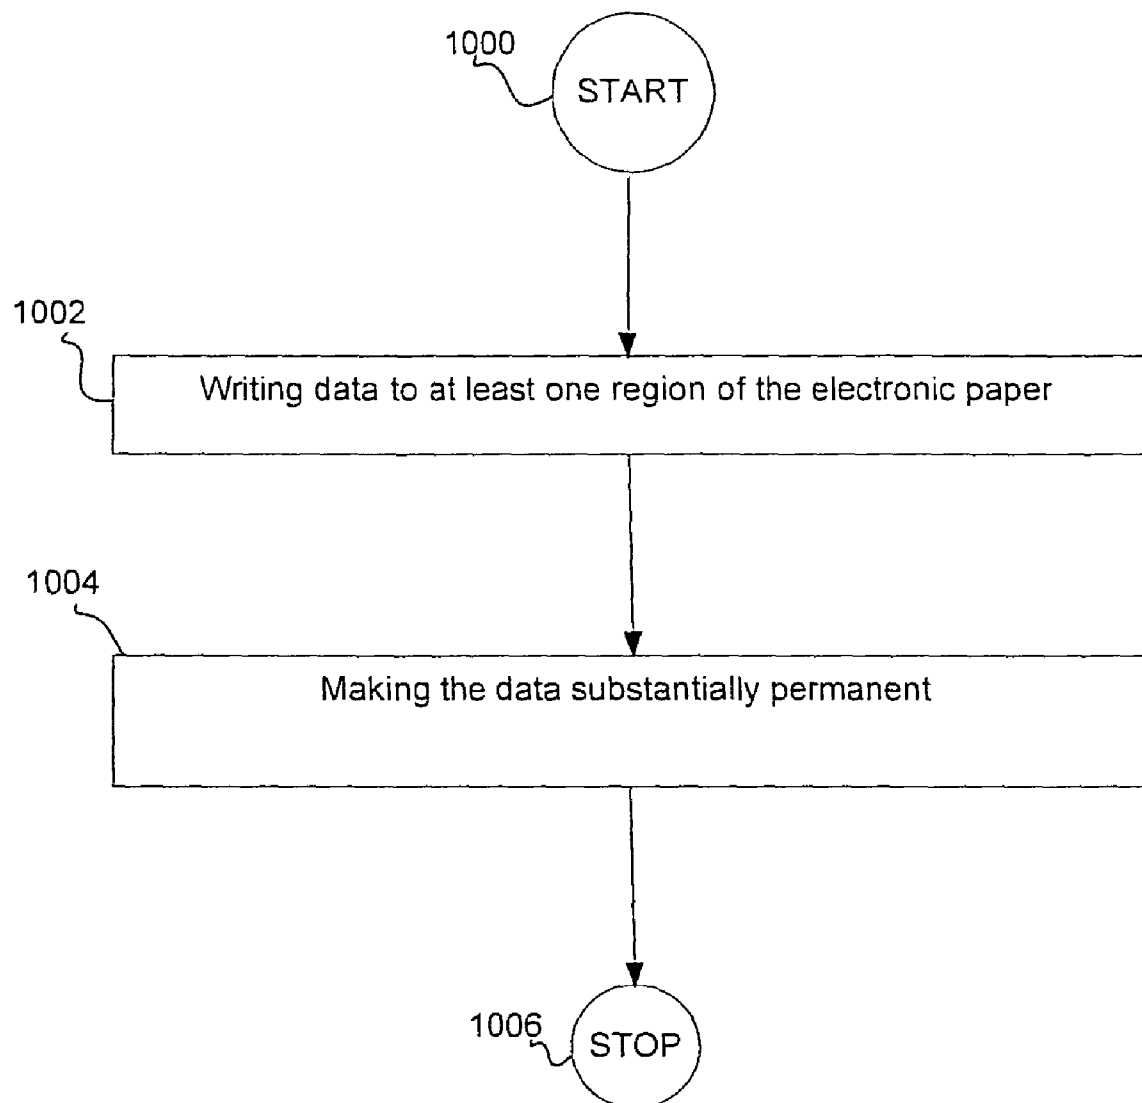 1000
START
1002
Writing data to at least one region of the electronic paper
1004
Making the data substantially permanent
1006
STOP